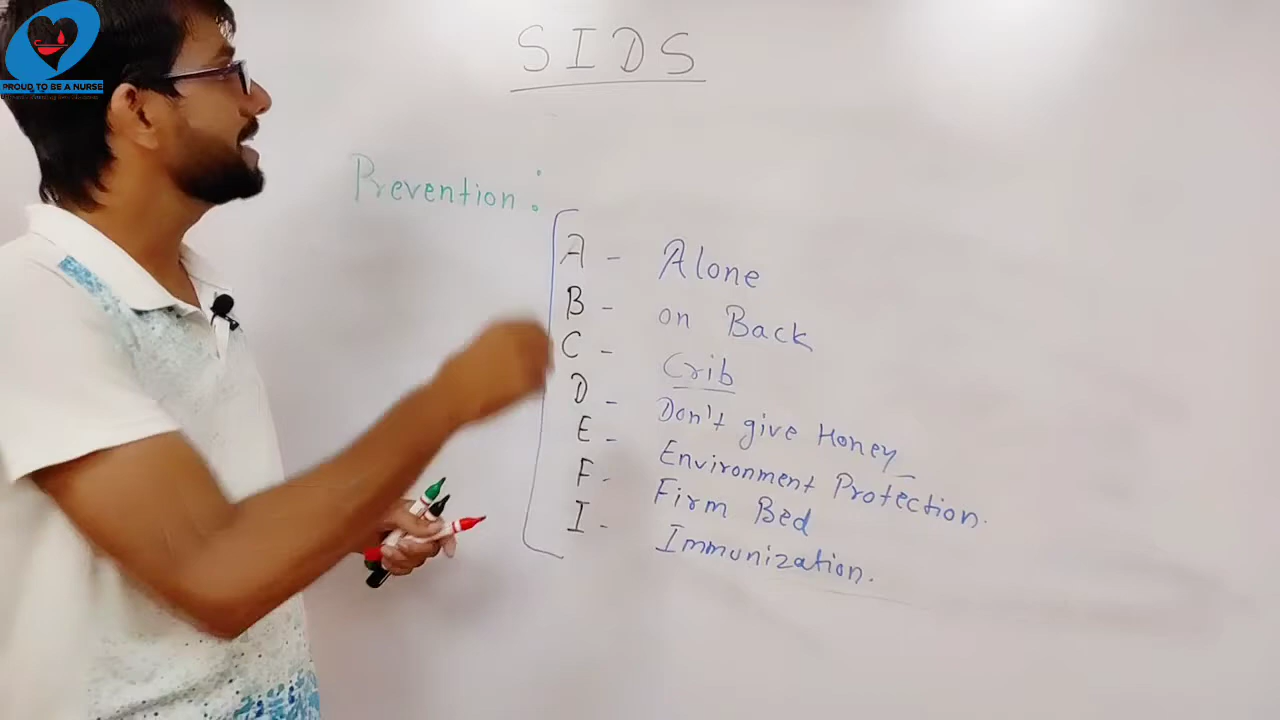 PROUD TO BE A NURSE
SIDS
Prevention:
A - Alone
B - on Back
C - Crib
D - Don't give Honey
E - Environment Protection.
F - Firm Bed
I - Immunization.